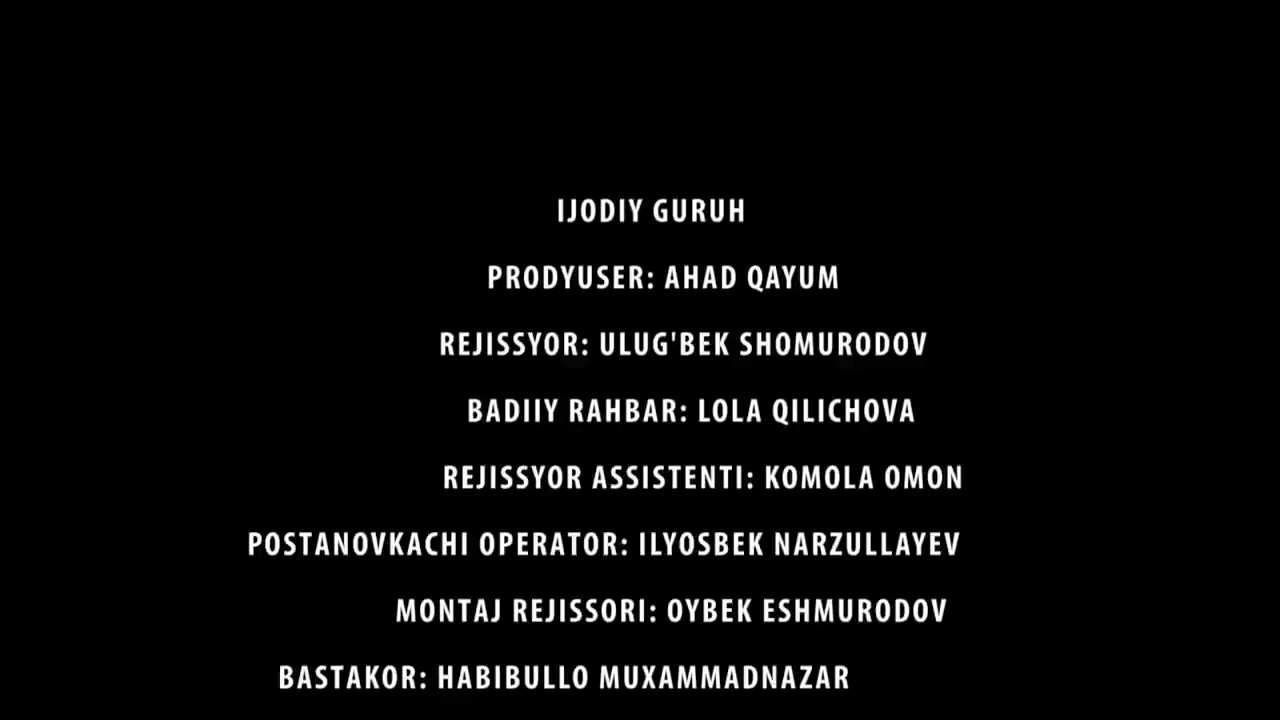 IJODIY GURUH
PRODYUSER: AHAD QAYUM
REJISSYOR: ULUG'BEK SHOMURODOV
BADIIY RAHBAR: LOLA QILICHOVA
REJISSYOR ASSISTENTI: KOMOLA OMON
POSTANOVKACHI OPERATOR: ILYOSBEK NARZULLAYEV
MONTAJ REJISSORI: OYBEK ESHMURODOV
BASTAKOR: HABIBULLO MUXAMMADNAZAR